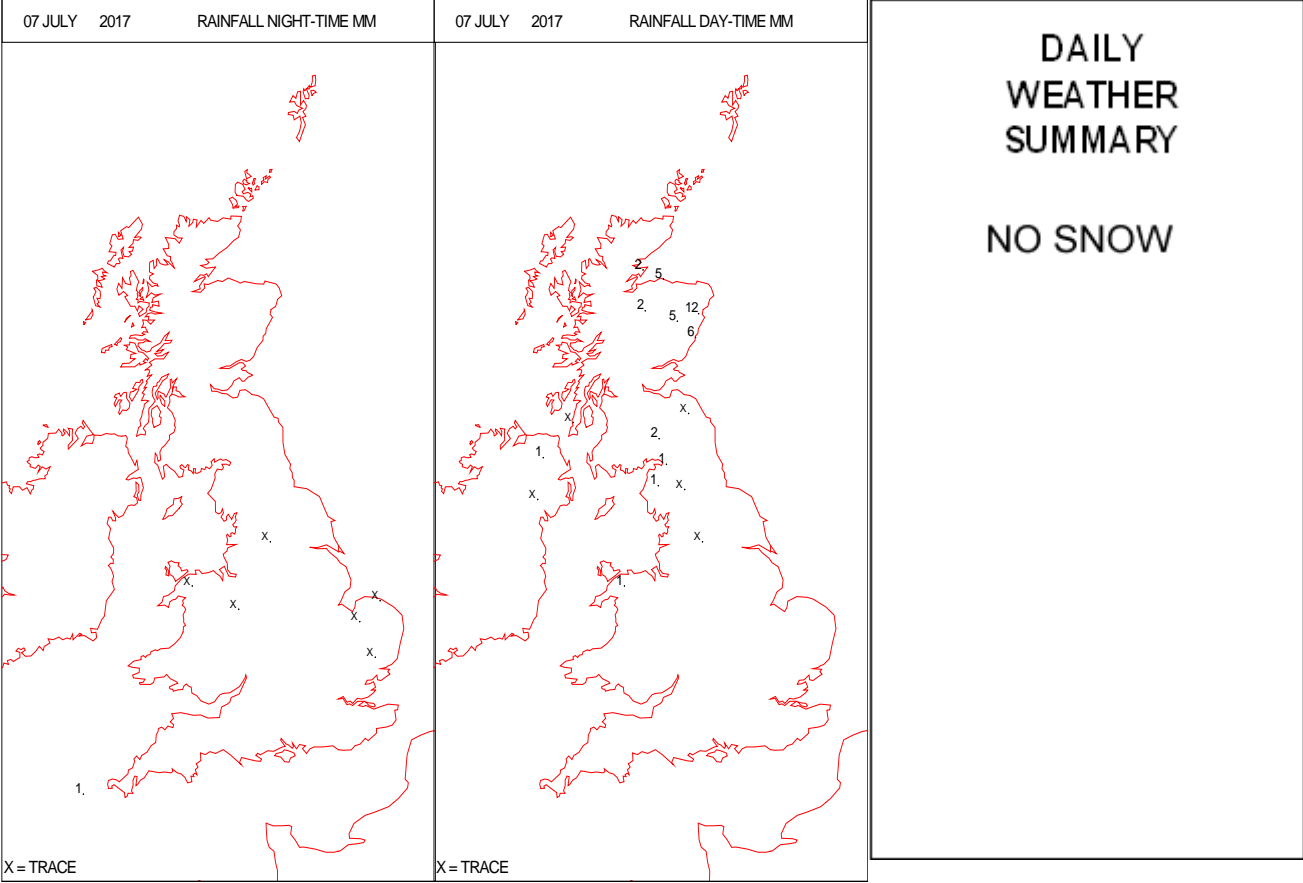 07 JULY 2017 RAINFALL NIGHT-TIME MM
X.
X.
X.
X.
X.
X.
1.
X = TRACE
07 JULY 2017 RAINFALL DAY-TIME MM
2.
5.
2.
12.
5.
6.
X.
X.
2.
1.
1.
1.
X.
X.
X.
1.
X = TRACE
DAILY
WEATHER
SUMMARY
NO SNOW